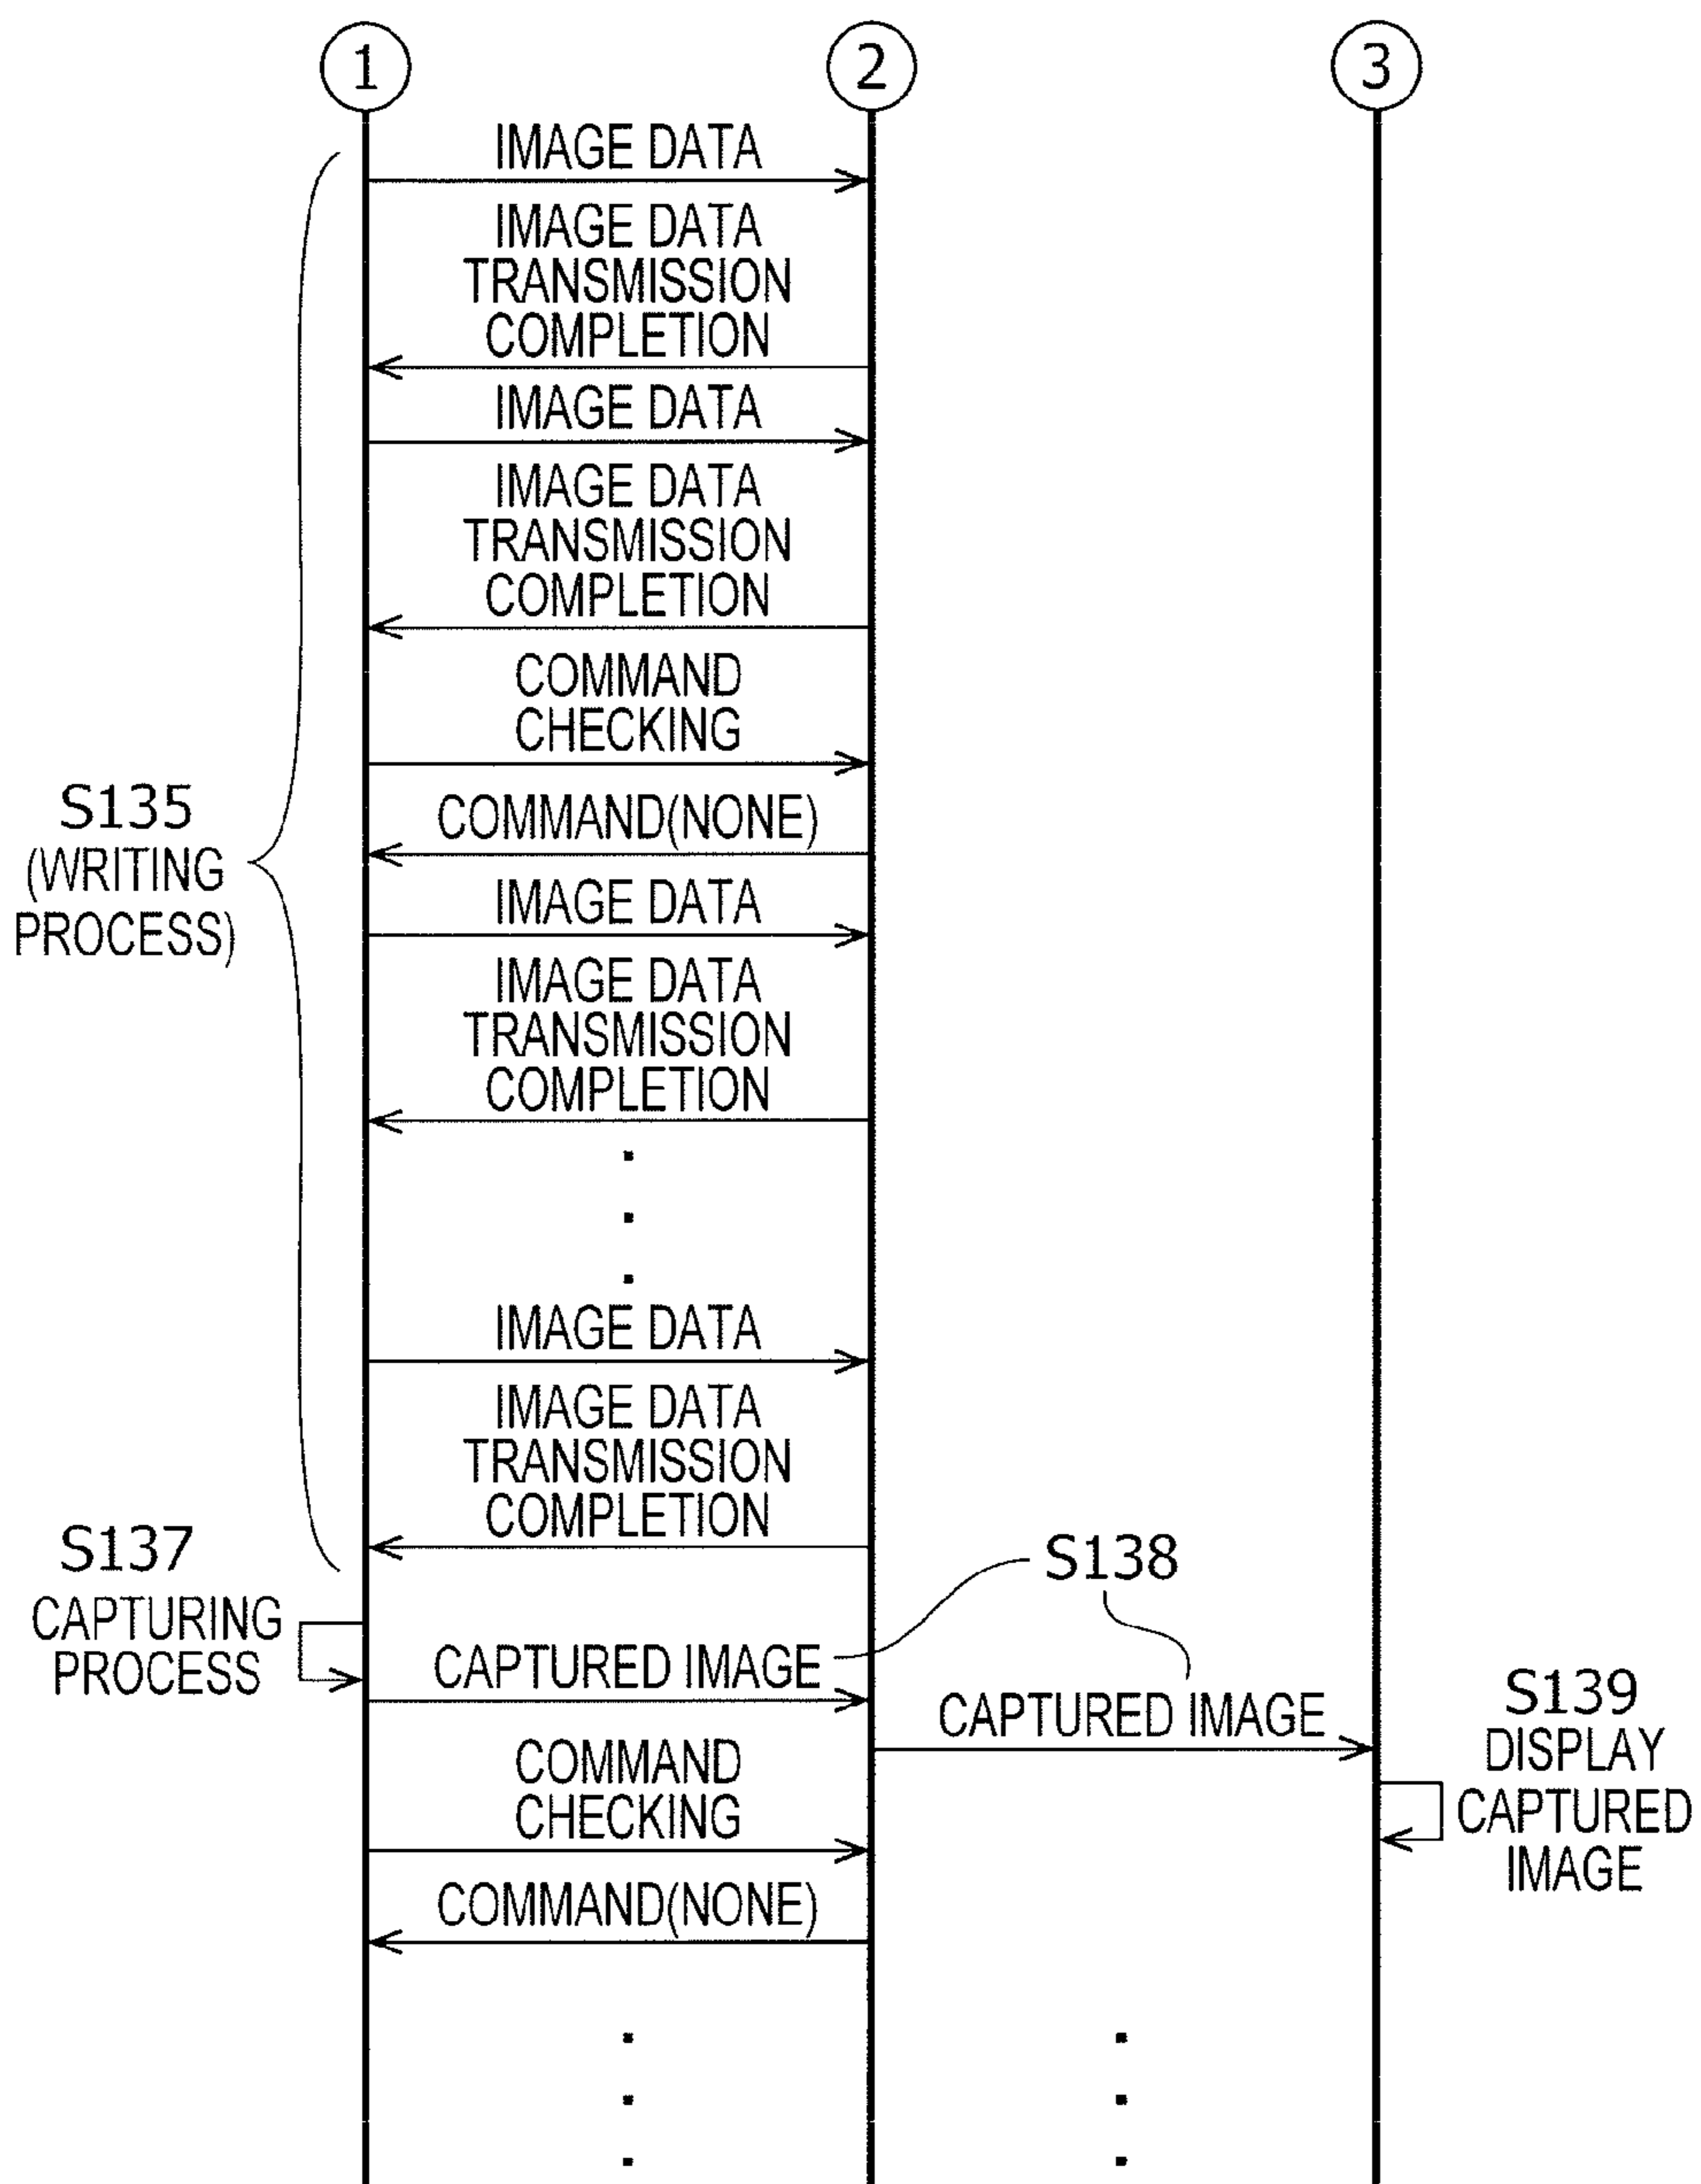 1
2
3
IMAGE DATA
IMAGE DATA
TRANSMISSION
COMPLETION
IMAGE DATA
IMAGE DATA
TRANSMISSION
COMPLETION
COMMAND
CHECKING
S135
(WRITING
PROCESS)
COMMAND(NONE)
IMAGE DATA
IMAGE DATA
TRANSMISSION
COMPLETION
IMAGE DATA
IMAGE DATA
TRANSMISSION
COMPLETION
S137
CAPTURING
PROCESS
S138
CAPTURED IMAGE
CAPTURED IMAGE
S139
DISPLAY
CAPTURED
IMAGE
COMMAND
CHECKING
COMMAND(NONE)